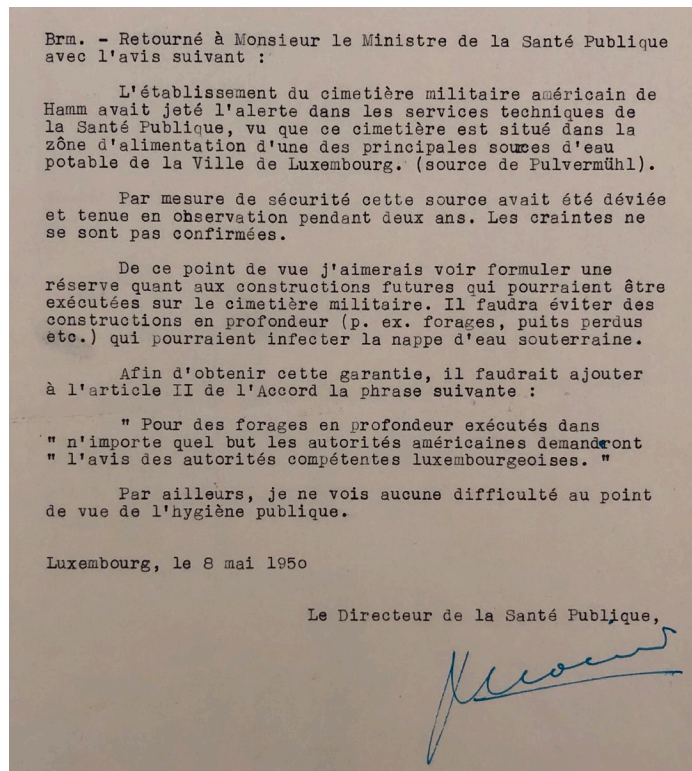 Brm. - Retourné à Monsieur le Ministre de la Santé Publique
avec l'avis suivant :
L'établissement du cimetière militaire américain de
Hamm avait jeté l'alerte dans les services techniques de
la Santé Publique, vu que ce cimetière est situé dans la
zône d'alimentation d'une des principales sources d'eau
potable de la Ville de Luxembourg. (source de Pulvermühl).
Par mesure de sécurité cette source avait été déviée
et tenue en observation pendant deux ans. Les craintes ne
se sont pas confirmées.
De ce point de vue j'aimerais voir formuler une
réserve quant aux constructions futures qui pourraient être
exécutées sur le cimetière militaire. Il faudra éviter des
constructions en profondeur (p. ex. forages, puits perdus
etc.) qui pourraient infecter la nappe d'eau souterraine.
Afin d'obtenir cette garantie, il faudrait ajouter
à l'article II de l'Accord la phrase suivante :
" Pour des forages en profondeur exécutés dans
" n'importe quel but les autorités américaines demanderont
" l'avis des autorités compétentes luxembourgeoises. "
Par ailleurs, je ne vois aucune difficulté au point
de vue de l'hygiène publique.
Luxembourg, le 8 mai 1950
Le Directeur de la Santé Publique,